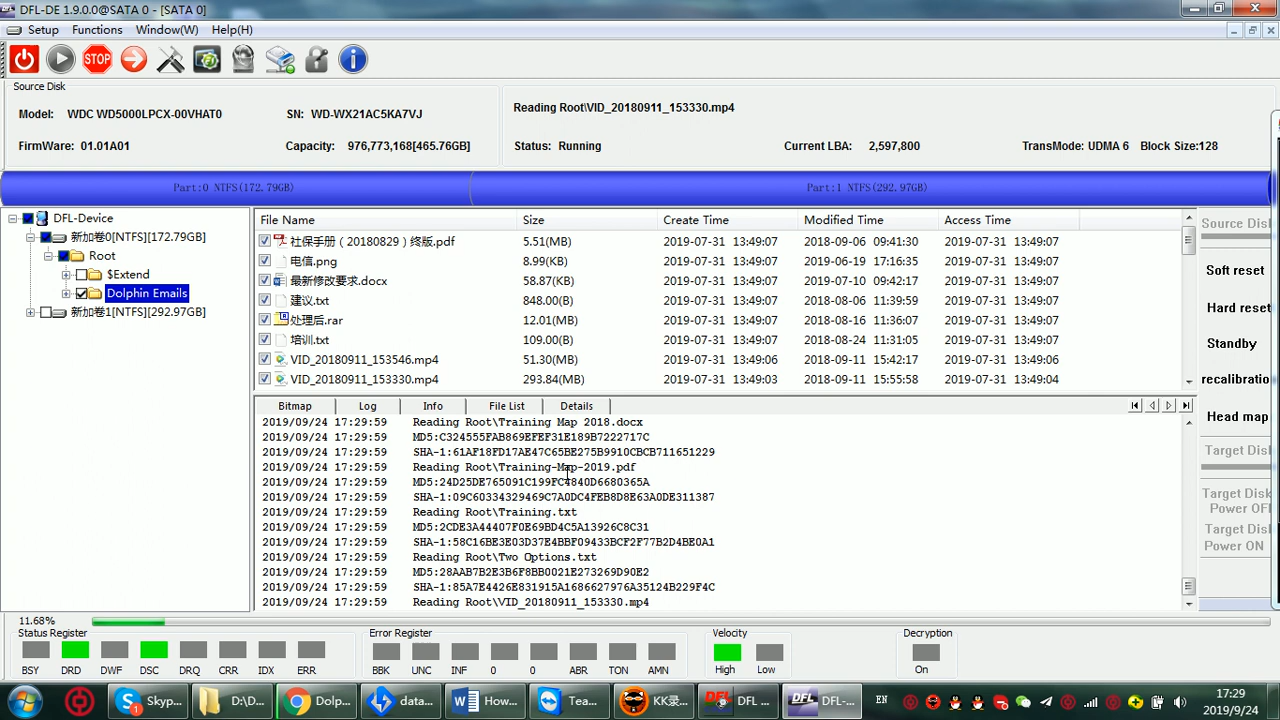 DFL-DE 1.9.0.0@SATA 0 - [SATA 0]
Setup Functions Window(W) Help(H)
STOP
Source Disk
Model: WDC WD5000LPCX-00VHAT0 SN: WD-WX21AC5KA7VJ
Reading Root\VID_20180911_153330.mp4
FirmWare: 01.01A01 Capacity: 976,773,168[465.76GB]
Status: Running Current LBA: 2,597,800 TransMode: UDMA 6 Block Size:128
Part:0 NTFS(172.79GB) Part:1 NTFS(292.97GB)
DFL-Device
新加卷0[NTFS][172.79GB]
Root
$Extend
Dolphin Emails
新加卷1[NTFS][292.97GB]
File Name Size Create Time Modified Time Access Time
社保手册（20180829）终版.pdf 5.51(MB) 2019-07-31 13:49:07 2018-09-06 09:41:30 2019-07-31 13:49:07
电信.png 8.99(KB) 2019-07-31 13:49:07 2019-06-19 17:16:35 2019-07-31 13:49:07
最新修改要求.docx 58.87(KB) 2019-07-31 13:49:07 2019-07-10 09:42:17 2019-07-31 13:49:07
建议.txt 848.00(B) 2019-07-31 13:49:07 2018-08-06 11:39:59 2019-07-31 13:49:07
处理后.rar 12.01(MB) 2019-07-31 13:49:07 2018-08-16 11:36:07 2019-07-31 13:49:07
培训.txt 109.00(B) 2019-07-31 13:49:07 2018-08-24 11:31:05 2019-07-31 13:49:07
VID_20180911_153546.mp4 51.30(MB) 2019-07-31 13:49:06 2018-09-11 15:42:17 2019-07-31 13:49:06
VID_20180911_153330.mp4 293.84(MB) 2019-07-31 13:49:03 2018-09-11 15:55:58 2019-07-31 13:49:04
Source Dis
Soft reset
Hard reset
Standby
recalibratio
Head map
Target Dis
Target Disk
Power OF
Target Disk
Power ON
Bitmap Log Info File List Details
2019/09/24 17:29:59 Reading Root\Training Map 2018.docx
2019/09/24 17:29:59 MD5:C324555FAB869EFEF31E189B7222717C
2019/09/24 17:29:59 SHA-1:61AF18FD17AE47C65BE275B9910CBCB711651229
2019/09/24 17:29:59 Reading Root\Training-Map-2019.pdf
2019/09/24 17:29:59 MD5:24D25DE765091C199FC4840D6680365A
2019/09/24 17:29:59 SHA-1:09C60334329469C7A0DC4FEB8D8E63A0DE311387
2019/09/24 17:29:59 Reading Root\Training.txt
2019/09/24 17:29:59 MD5:2CDE3A44407F0E69BD4C5A13926C8C31
2019/09/24 17:29:59 SHA-1:58C16BE3E03D37E4BBF09433BCF2F77B2D4BE0A1
2019/09/24 17:29:59 Reading Root\Two Options.txt
2019/09/24 17:29:59 MD5:28AAB7B2E3B6F8BB0021E273269D90E2
2019/09/24 17:29:59 SHA-1:85A7E4426E831915A1686627976A35124B229F4C
2019/09/24 17:29:59 Reading Root\VID_20180911_153330.mp4
11.68%
Status Register Error Register Velocity Decryption
BSY DRD DWF DSC DRQ CRR IDX ERR BBK UNC INF 0 0 ABR TON AMN High Low On
Skyp... D:\D... Dolp... data... How... Tea... KK录... DFL ... DFL-... EN 17:29
2019/9/24